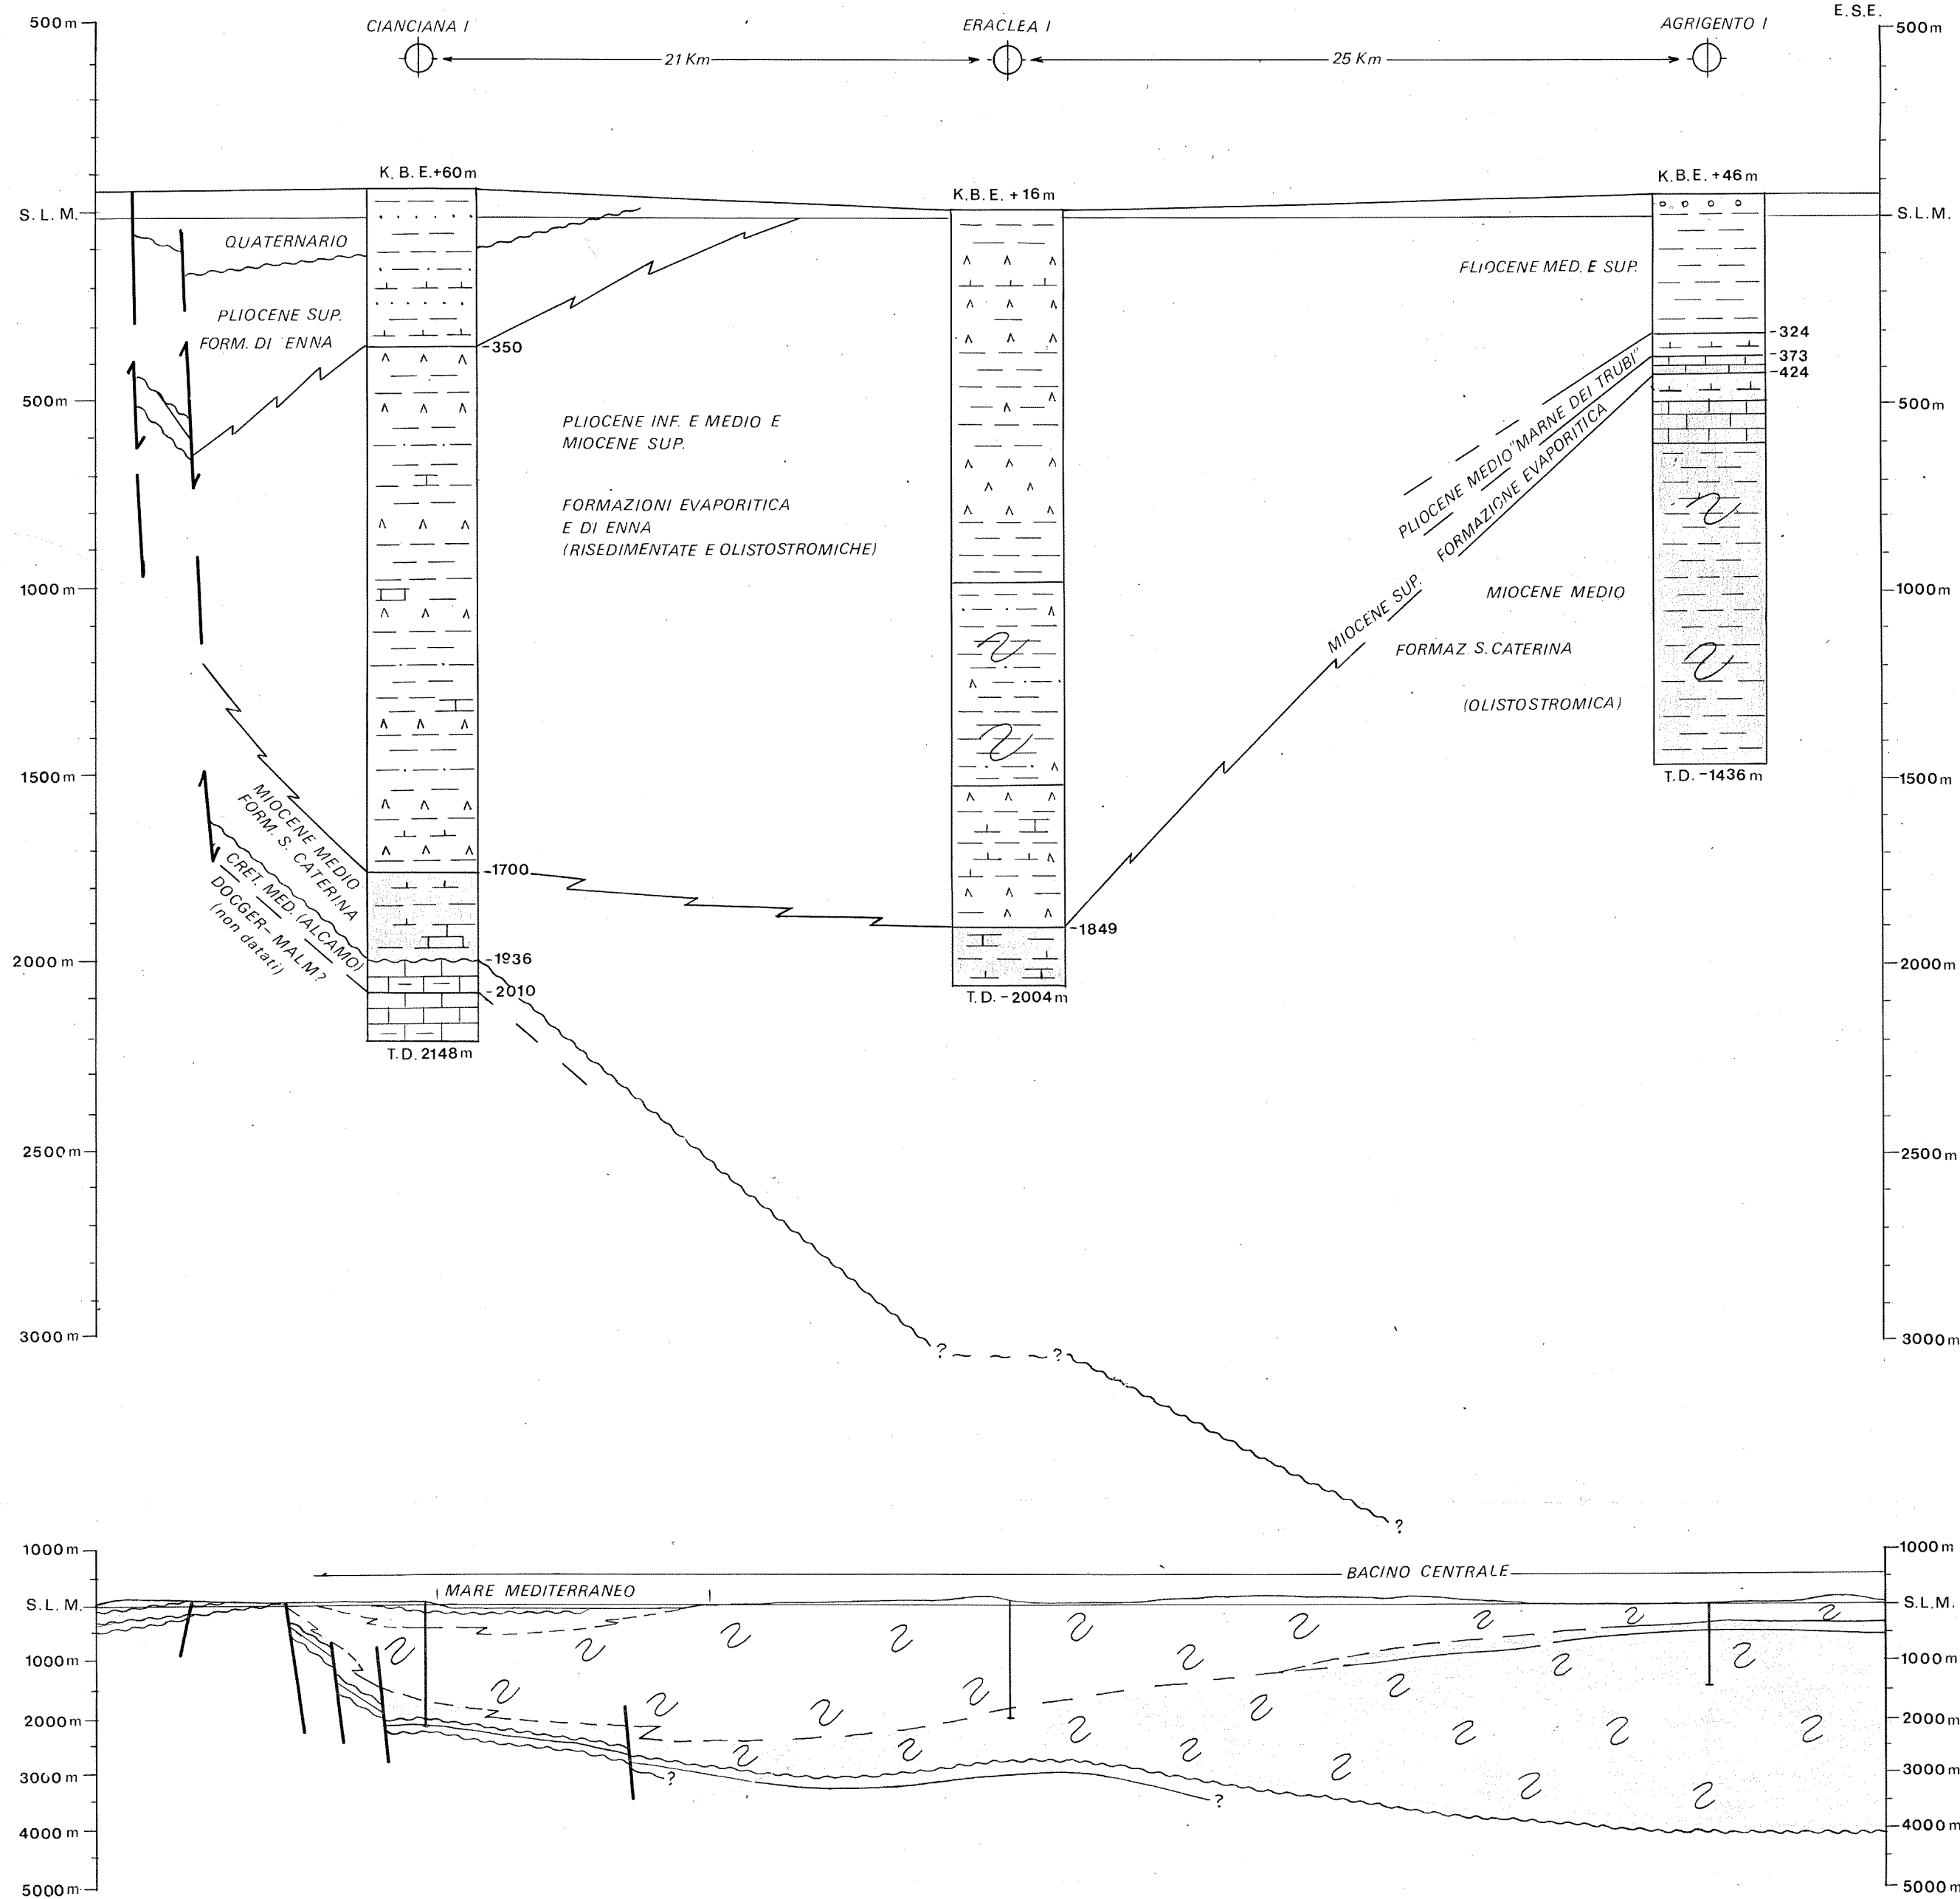 E.S.E.
CIANCIANA I
ERACLEA I
AGRIGENTO I
500m
500m
21 Km
25 Km
K.B.E.+60m
K.B.E. +16m
K.B.E. +46m
S.L.M.
S.L.M.
QUATERNARIO
PLIOCENE SUP.
FORM. DI ENNA
-350
FLIOCENE MED. E SUP.
-324
-373
-424
500m
500m
PLIOCENE INF. E MEDIO E
MIOCENE SUP.
FORMAZIONI EVAPORITICA
E DI ENNA
(RISEDIMENTATE E OLISTOSTROMICHE)
PLIOCENE MEDIO "MARNE DEI TRUBI"
MIOCENE SUP. FORMAZIONE EVAPORITICA
1000m
1000m
MIOCENE MEDIO
FORMAZ. S. CATERINA
(OLISTOSTROMICA)
T.D. -1436 m
1500m
1500m
MIOCENE MEDIO
FORM. S. CATERINA
CRET. MED. (ALCAMO)
DOGGER-MALM?
(non datati)
-1700
-1849
-1936
-2010
2000m
2000m
T.D. 2148m
T.D. -2004m
2500m
2500m
3000m
3000m
?
?
?
1000m
1000m
BACINO CENTRALE
MARE MEDITERRANEO
S.L.M.
S.L.M.
1000m
1000m
2000m
2000m
3000m
3000m
?
?
4000m
4000m
5000m
5000m